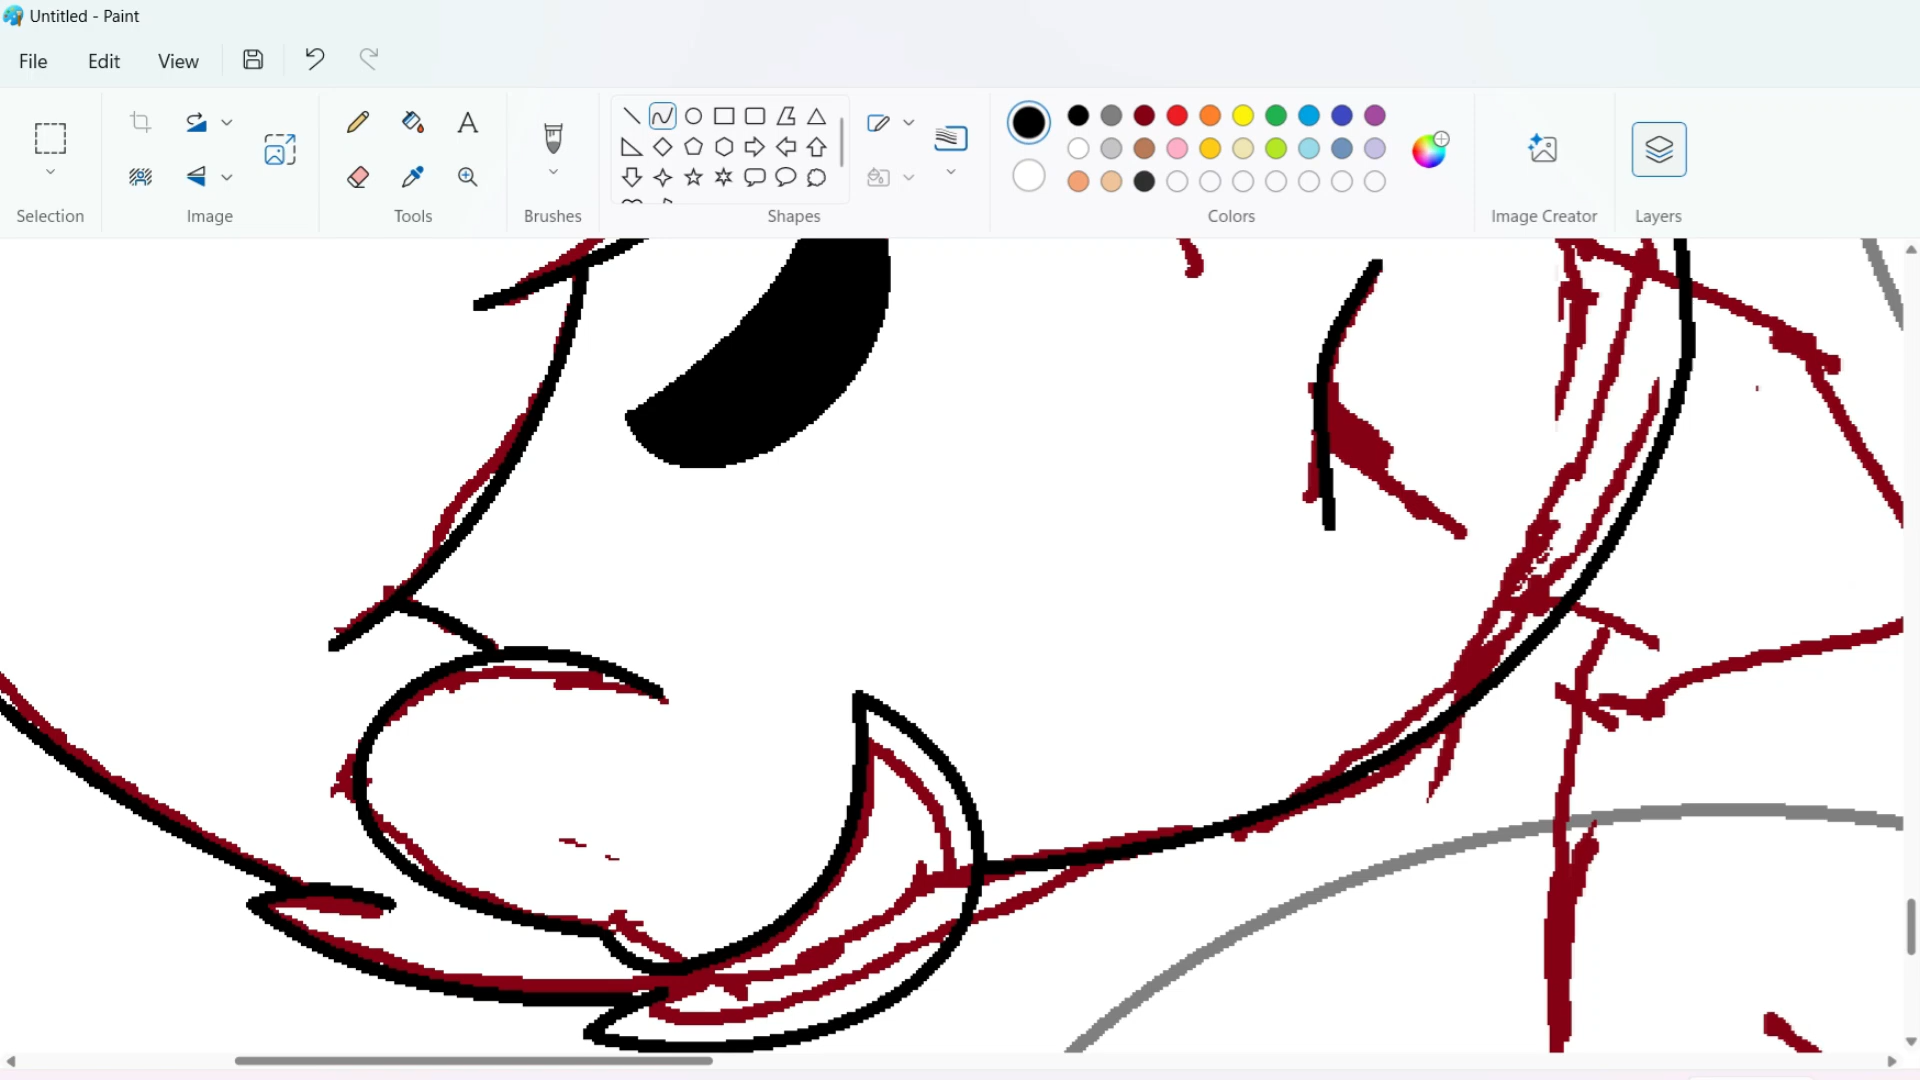 Untitled - Paint
File Edit View
A
Selection Image Tools Brushes Shapes Colors Image Creator Layers